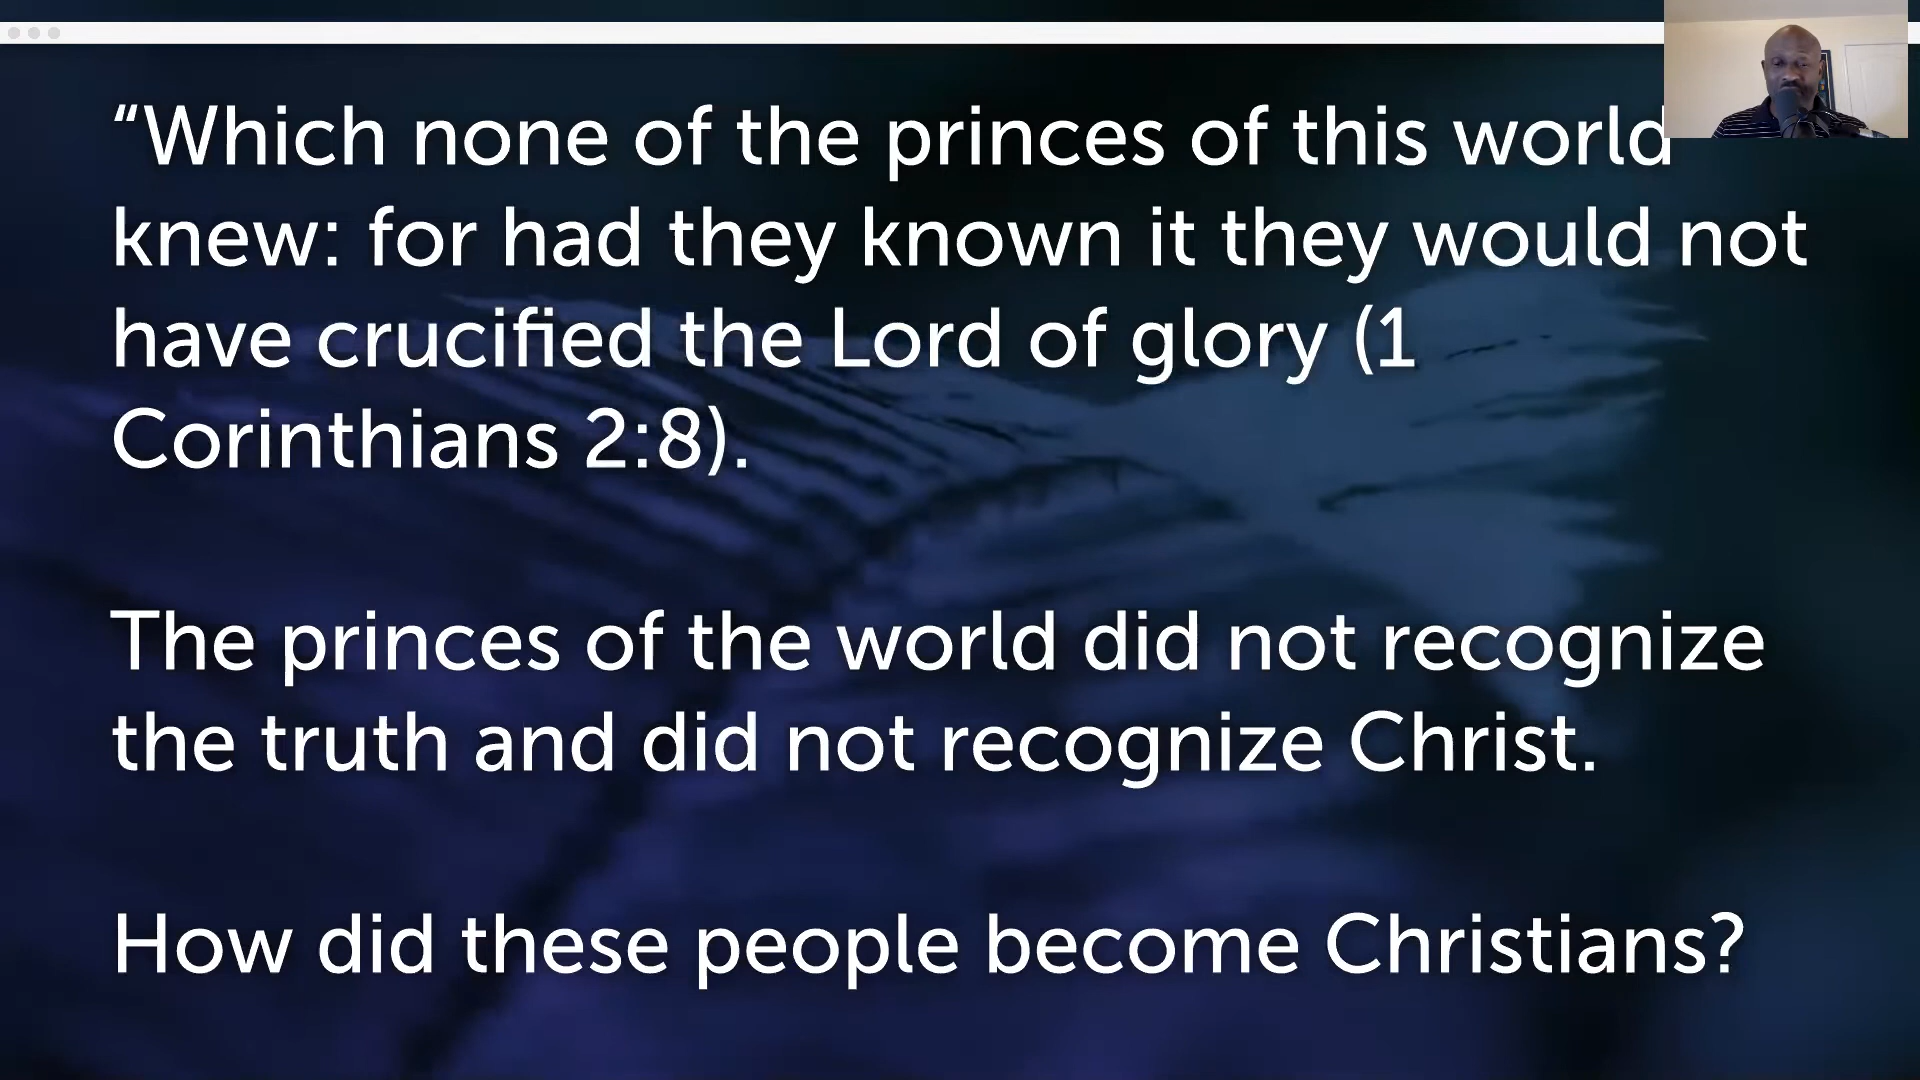 “Which none of the princes of this world
knew: for had they known it they would not
have crucified the Lord of glory (1
Corinthians 2:8).
The princes of the world did not recognize
the truth and did not recognize Christ.
How did these people become Christians?